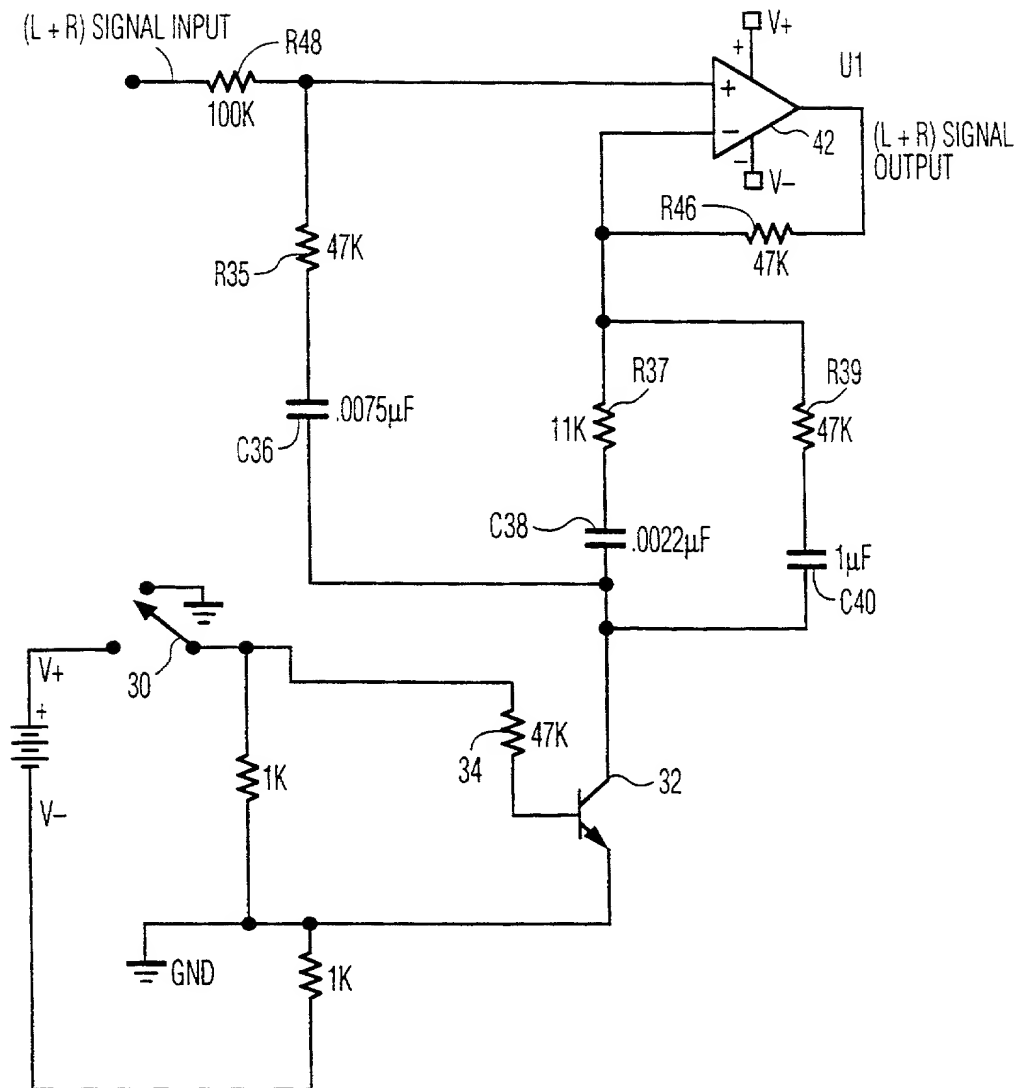 (L + R) SIGNAL INPUT
R48
100K
+ V+
U1
+
−
42
− V−
(L + R) SIGNAL
OUTPUT
R46
47K
47K
R35
R37
R39
11K
47K
.0075µF
C36
C38
.0022µF
1µF
C40
V+
30
+
47K
34
1K
32
V−
GND
1K